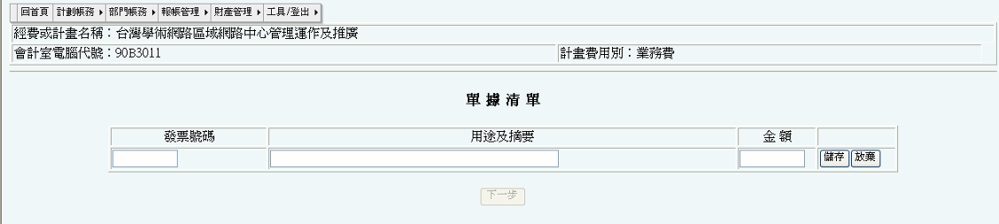 回首頁 計劃帳務 部門帳務 報帳管理 財產管理 工具/登出
經費或計畫名稱：台灣學術網路區域網路中心管理運作及推廣
會計室電腦代號：90B3011 計畫費用別：業務費
單 據 清 單
發票號碼 用途及摘要 金 額
儲存 放棄
下一步